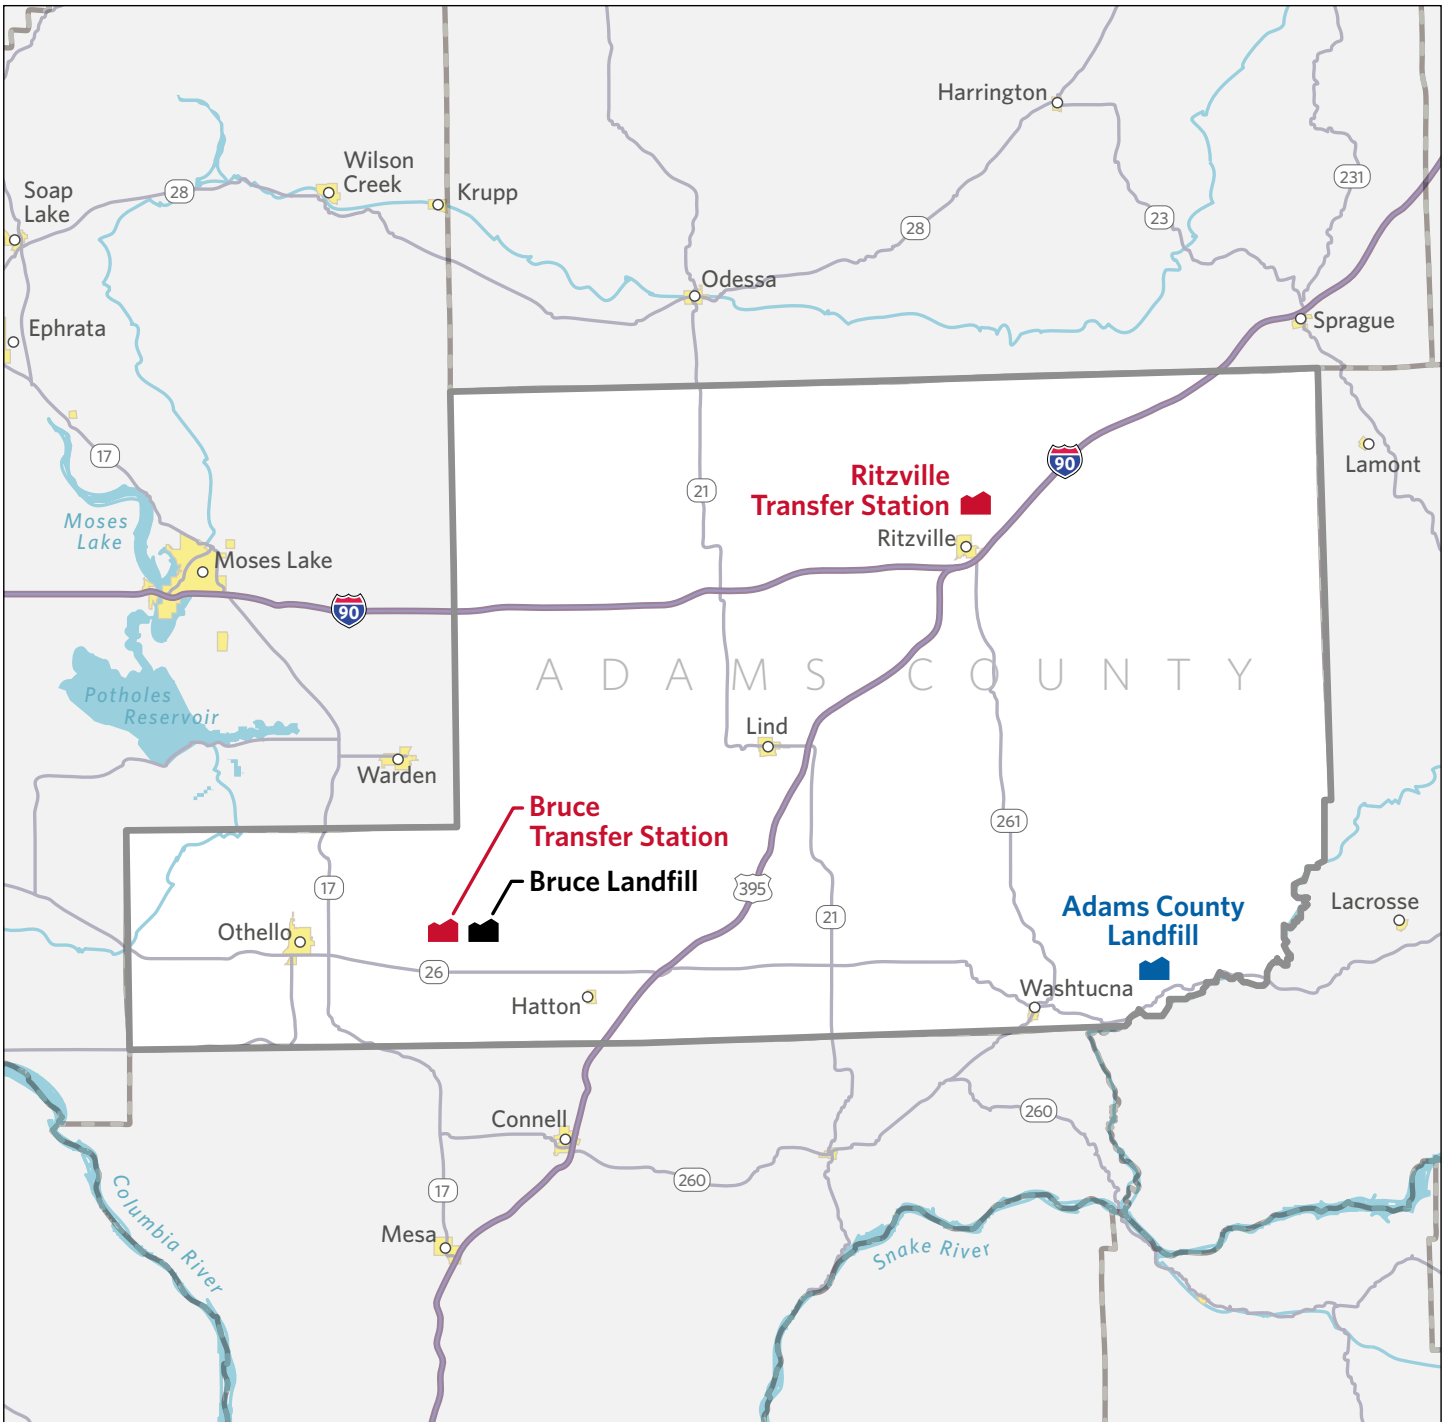 Harrington
Wilson
Creek
Krupp
Soap
Lake
28
231
23
28
Odessa
Ephrata
Sprague
17
Lamont
90
Ritzville
Transfer Station
21
Moses
Lake
Ritzville
Moses Lake
90
ADAMS COUNTY
Potholes
Reservoir
Lind
Warden
Bruce
Transfer Station
261
Bruce Landfill
17
395
21
Adams County
Landfill
Lacrosse
Othello
26
Hatton
Washtucna
Connell
260
260
17
Columbia River
Mesa
Snake River